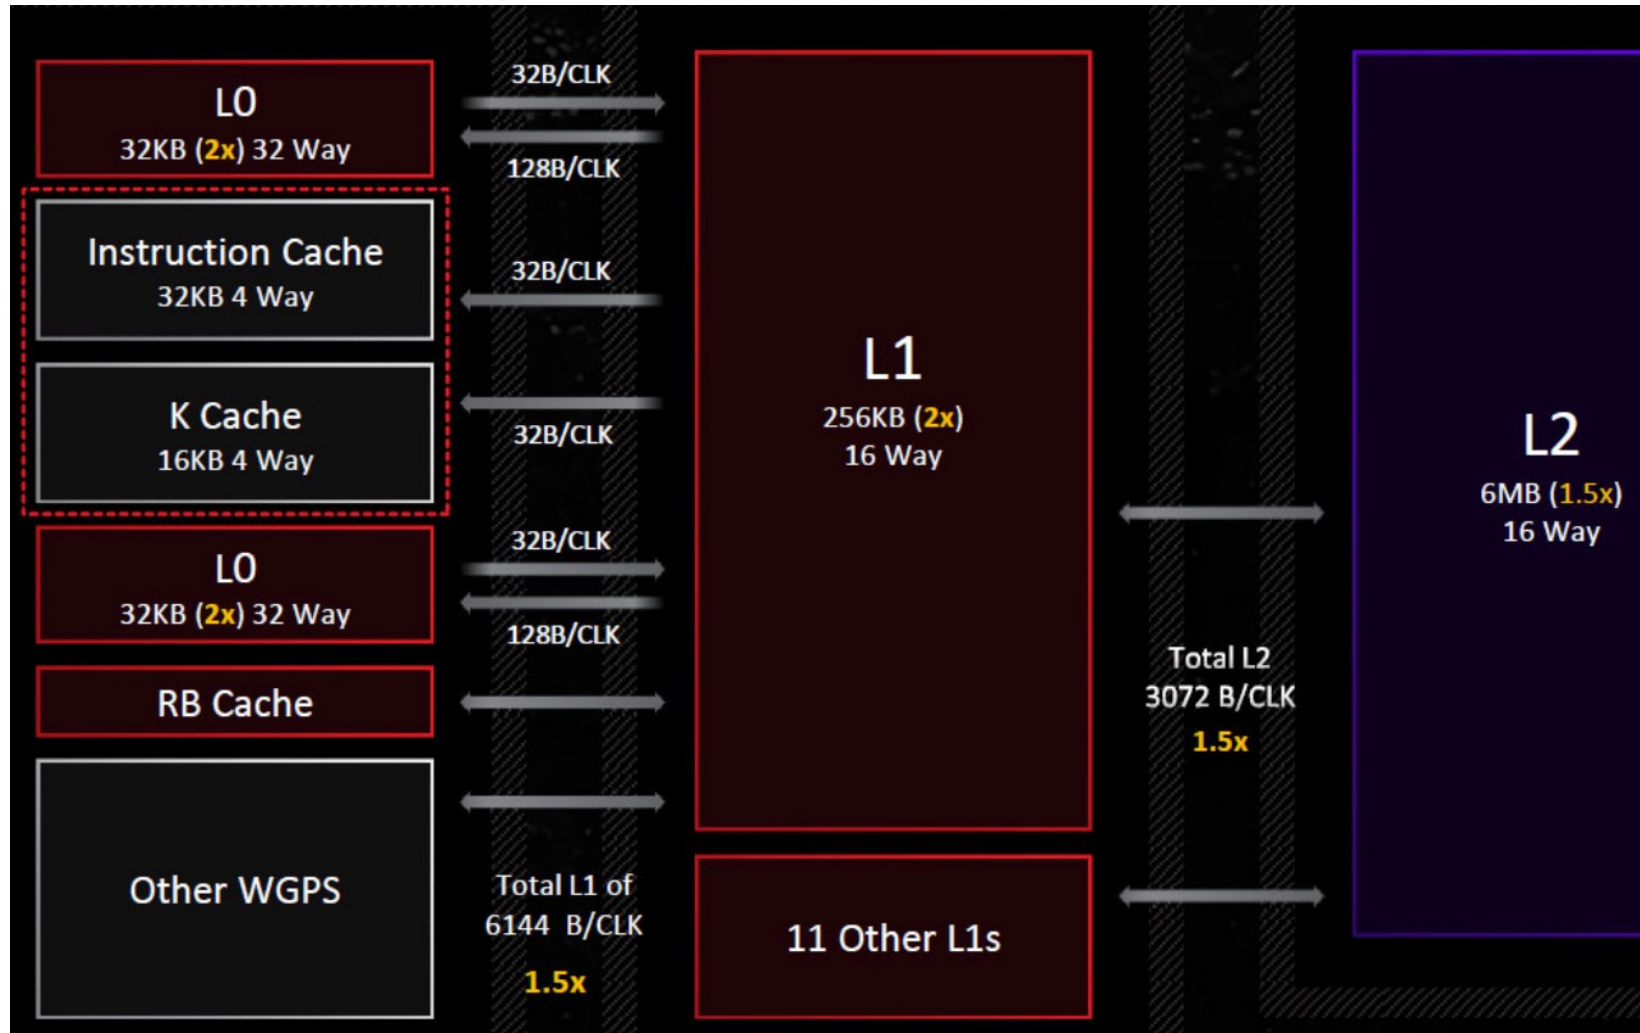 L0
32KB (2x) 32 Way
Instruction Cache
32KB 4 Way
K Cache
16KB 4 Way
L0
32KB (2x) 32 Way
RB Cache
Other WGPS
32B/CLK
128B/CLK
32B/CLK
32B/CLK
32B/CLK
128B/CLK
Total L1 of
6144 B/CLK
1.5x
L1
256KB (2x)
16 Way
11 Other L1s
Total L2
3072 B/CLK
1.5x
L2
6MB (1.5x)
16 Way